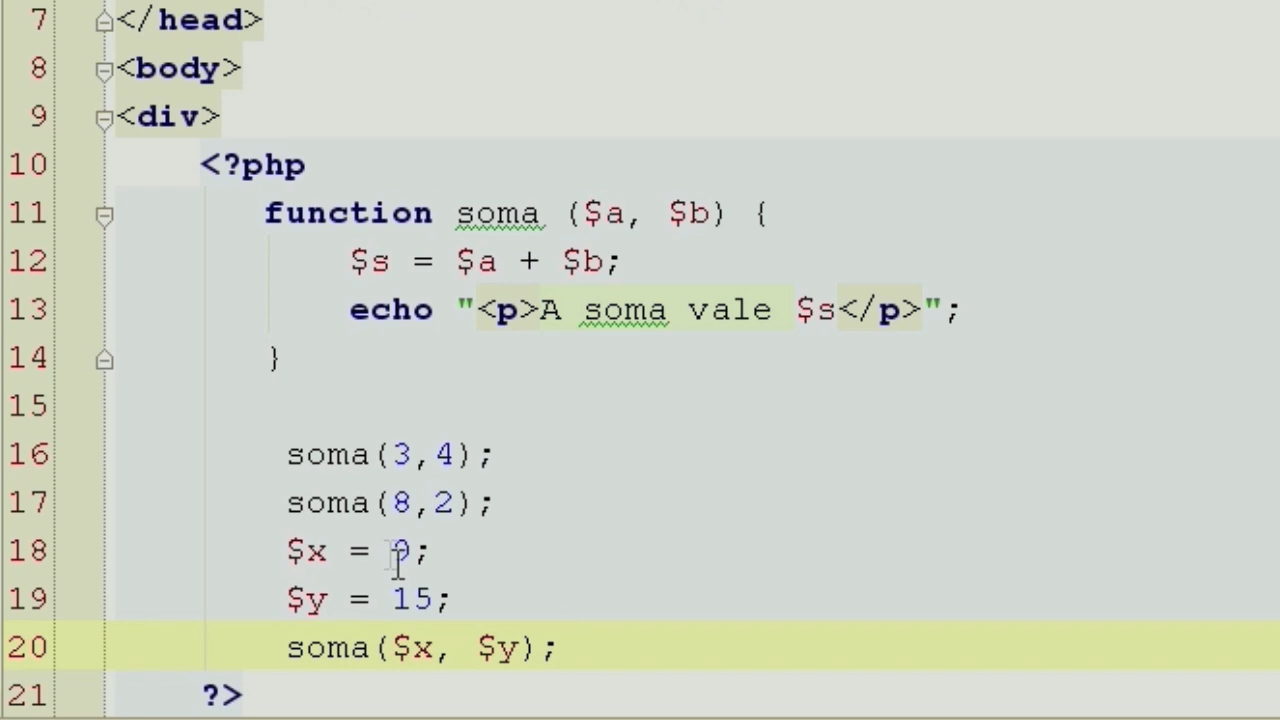 7 </head>
8 <body>
9 <div>
10 <?php
11 function soma ($a, $b) {
12 $s = $a + $b;
13 echo "<p>A soma vale $s</p>";
14 }
15
16 soma(3,4);
17 soma(8,2);
18 $x = ;
19 $y = 15;
20 soma($x, $y);
21 ?>